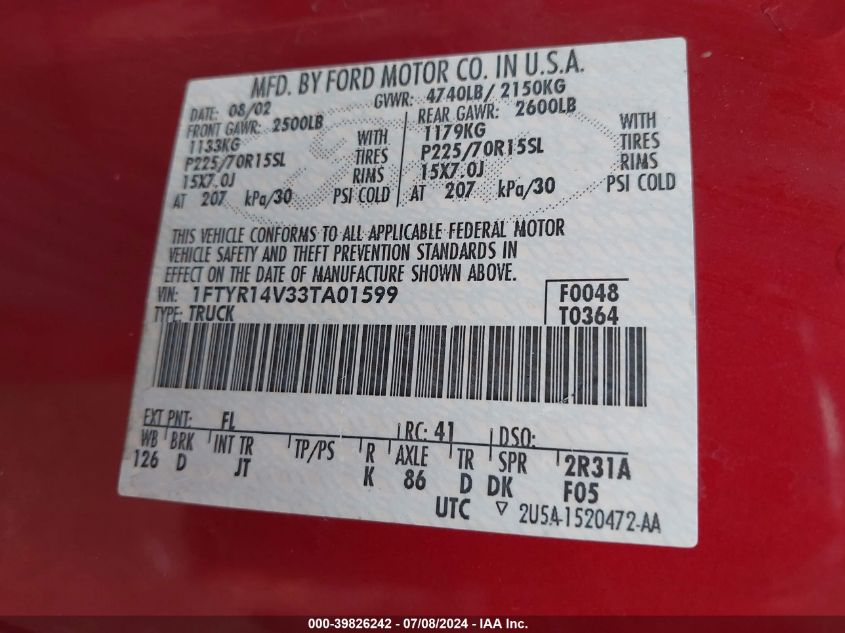 MFD. BY FORD MOTOR CO. IN U.S.A.
DATE: 08/02 GVWR: 4740LB/ 2150KG
FRONT GAWR: 2500LB REAR GAWR: 2600LB
1133KG WITH 1179KG WITH
P225/70R15SL TIRES P225/70R15SL TIRES
15X7.0J RIMS 15X7.0J RIMS
AT 207 kPa/30 PSI COLD AT 207 kPa/30 PSI COLD
THIS VEHICLE CONFORMS TO ALL APPLICABLE FEDERAL MOTOR
VEHICLE SAFETY AND THEFT PREVENTION STANDARDS IN
EFFECT ON THE DATE OF MANUFACTURE SHOWN ABOVE.
VIN: 1FTYR14V33TA01599 F0048
TYPE: TRUCK T0364
EXT PNT: FL RC: 41 DSO:
WB BRK INT TR TP/PS R AXLE TR SPR 2R31A
126 D JT K 86 D DK F05
UTC ▽ 2U5A-1520472-AA
000-39826242 - 07/08/2024 - IAA Inc.